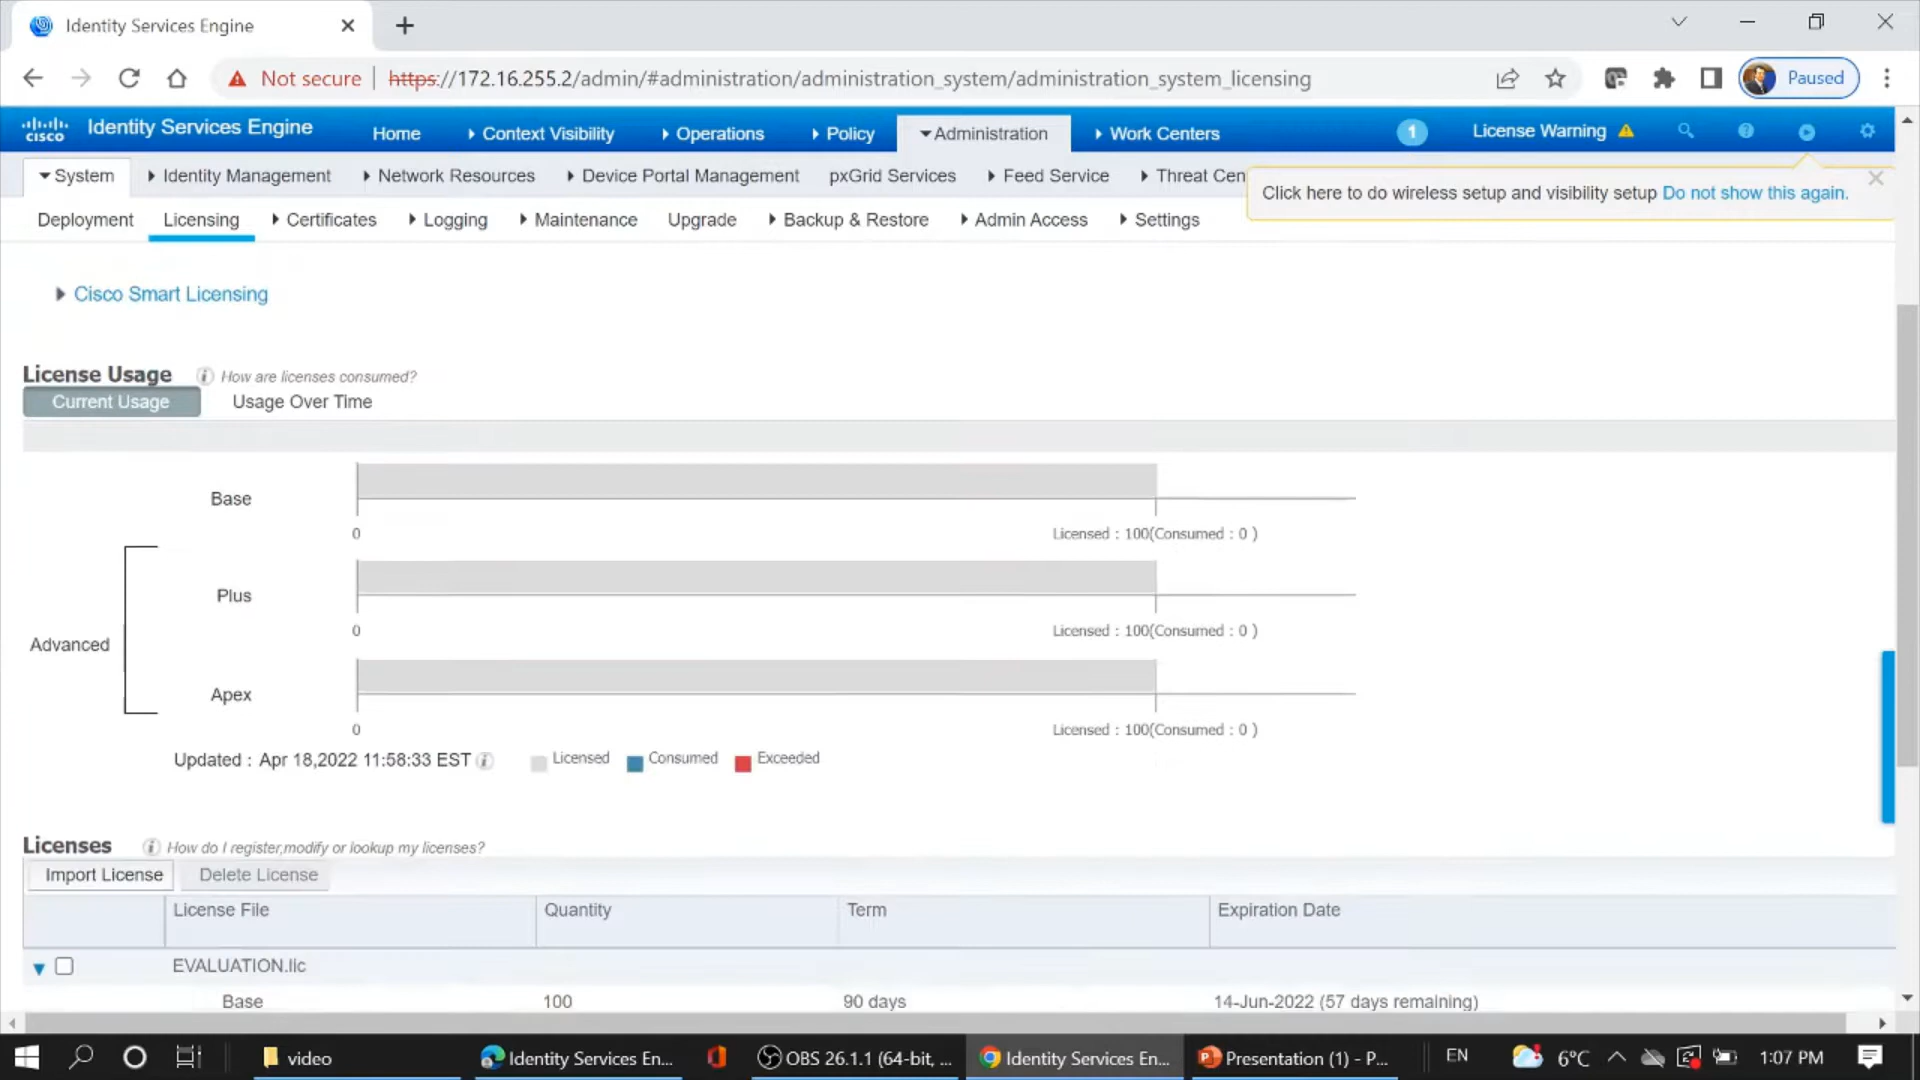 Identity Services Engine
Not secure https://172.16.255.2/admin/#administration/administration_system/administration_system_licensing
Paused
cisco Identity Services Engine Home Context Visibility Operations Policy Administration Work Centers 1 License Warning
System Identity Management Network Resources Device Portal Management pxGrid Services Feed Service Threat Cen
Click here to do wireless setup and visibility setup Do not show this again.
Deployment Licensing Certificates Logging Maintenance Upgrade Backup & Restore Admin Access Settings
Cisco Smart Licensing
License Usage How are licenses consumed?
Current Usage Usage Over Time
Base
0 Licensed : 100(Consumed : 0 )
Plus
0 Licensed : 100(Consumed : 0 )
Advanced
Apex
0 Licensed : 100(Consumed : 0 )
Updated : Apr 18,2022 11:58:33 EST Licensed Consumed Exceeded
Licenses How do I register,modify or lookup my licenses?
Import License Delete License
License File Quantity Term Expiration Date
EVALUATION.lic
Base 100 90 days 14-Jun-2022 (57 days remaining)
video Identity Services En... OBS 26.1.1 (64-bit, ... Identity Services En... Presentation (1) - P... EN 6°C 1:07 PM